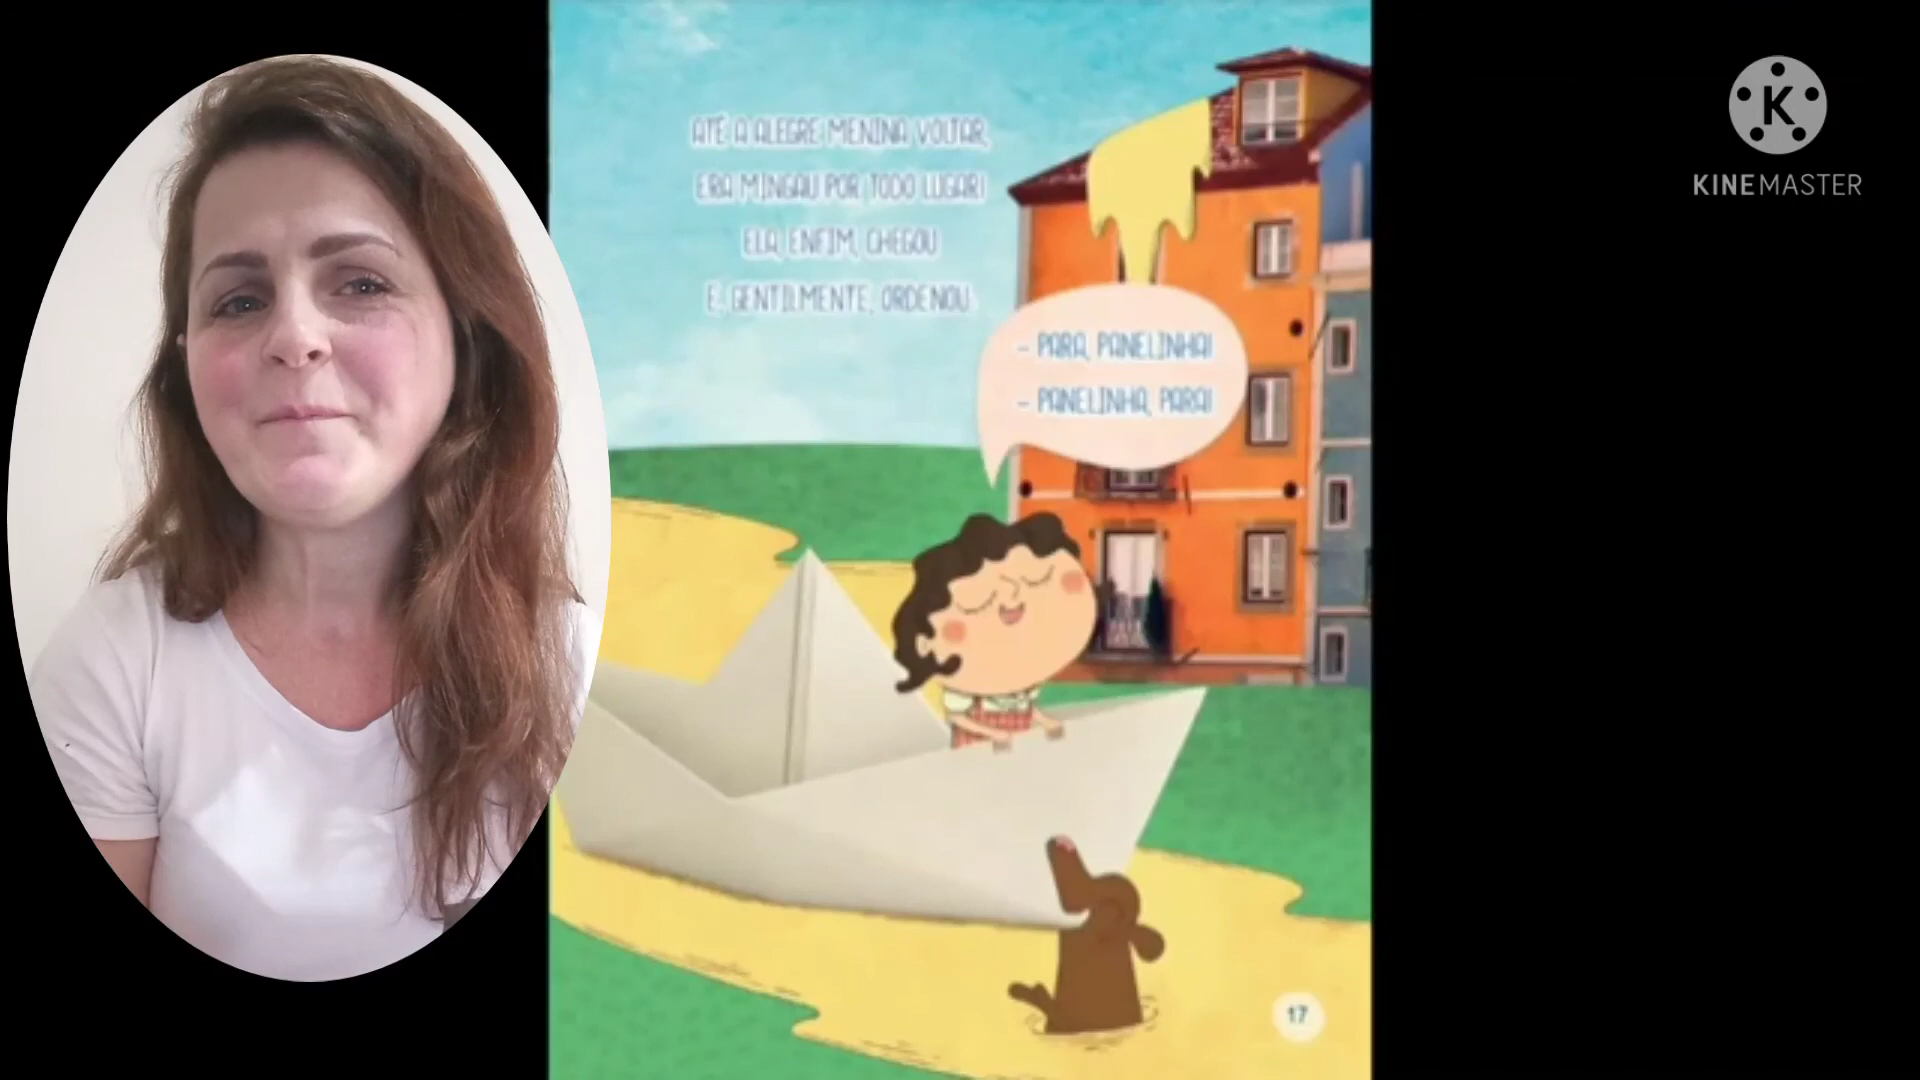 ATÉ A ALEGRE MENINA VOLTAR,
ERA MINGAU POR TODO LUGAR!
ELA, ENFIM, CHEGOU
E, GENTILMENTE, ORDENOU:
– PARA, PANELINHA!
– PANELINHA, PARA!
17
K
KINEMASTER